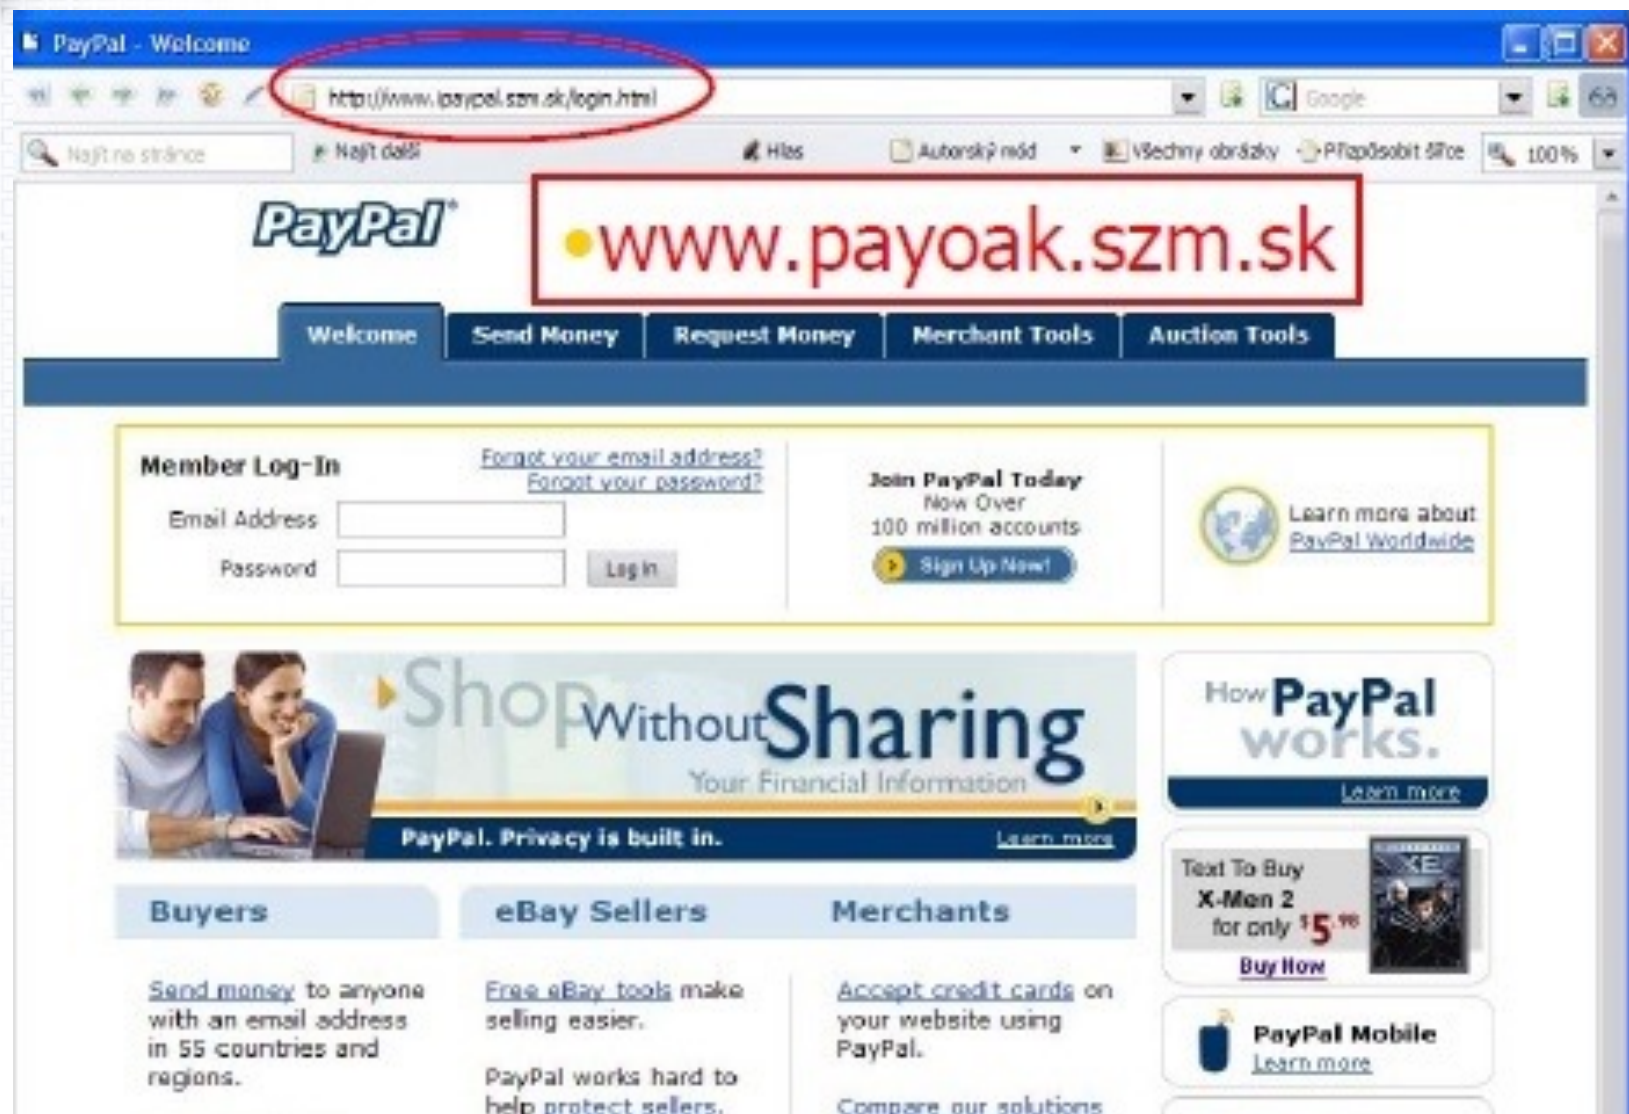 PayPal - Welcome
http://www.ipaypal.szm.sk/login.html
Google
Najít na stránce
Najít další
Hlas
Autorský mód
Všechny obrázky
Přizpůsobit šířce
100%
PayPal®
•www.payoak.szm.sk
Welcome
Send Money
Request Money
Merchant Tools
Auction Tools
Member Log-In
Forgot your email address?
Forgot your password?
Email Address
Password
Log In
Join PayPal Today
Now Over
100 million accounts
Sign Up Now!
Learn more about
PayPal Worldwide
Shop Without Sharing
Your Financial Information
PayPal. Privacy is built in.
Learn more
How PayPal
works.
Learn more
Text To Buy
X-Men 2
for only $5.98
Buy Now
PayPal Mobile
Learn more
Buyers
Send money to anyone
with an email address
in 55 countries and
regions.
eBay Sellers
Free eBay tools make
selling easier.
PayPal works hard to
help protect sellers.
Merchants
Accept credit cards on
your website using
PayPal.
Compare our solutions